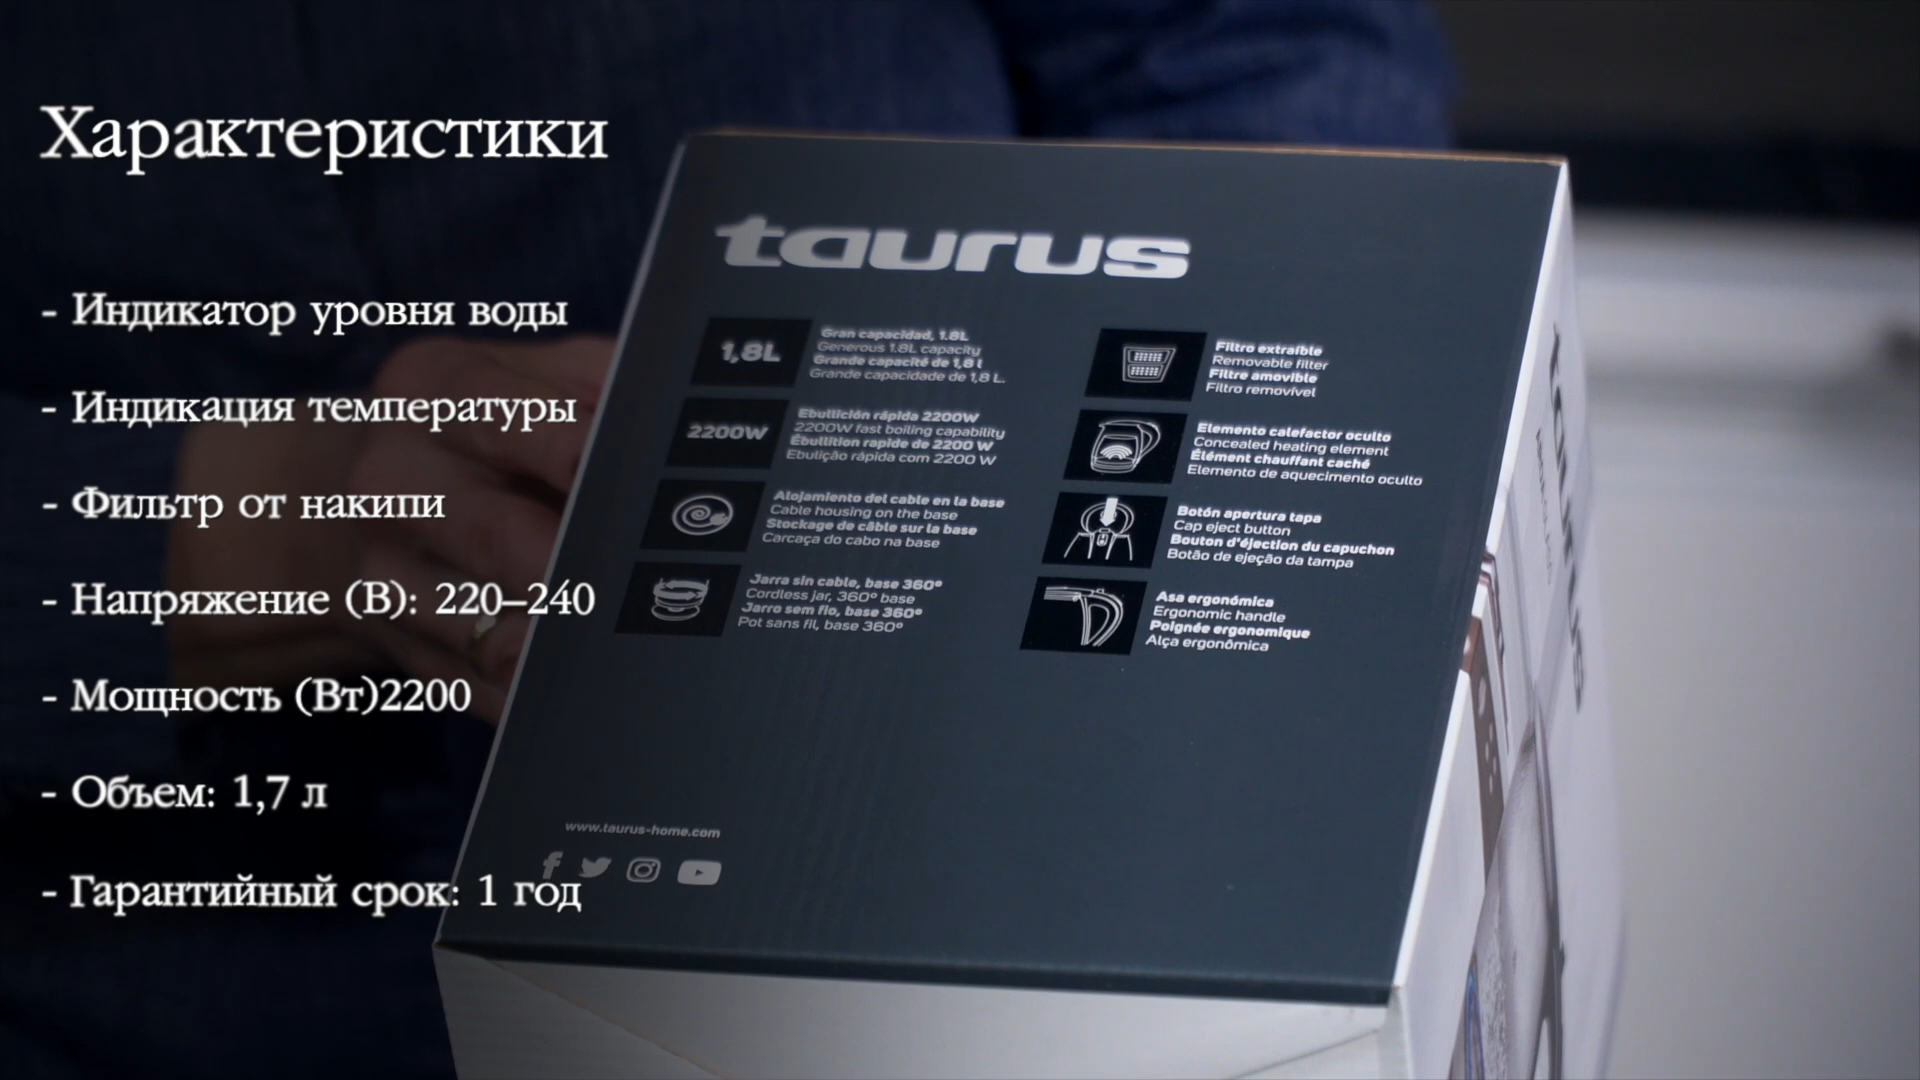 Характеристики
- Индикатор уровня воды
- Индикация температуры
- Фильтр от накипи
- Напряжение (В): 220–240
- Мощность (Вт)2200
- Объем: 1,7 л
- Гарантийный срок: 1 год
taurus
1,8L
Gran capacidad, 1.8L
Generous 1.8L capacity
Grande capacité de 1,8 l
Grande capacidade de 1,8 L.
2200W
Ebullición rápida 2200W
2200W fast boiling capability
Ébullition rapide de 2200 W
Ebulição rápida com 2200 W
Alojamiento del cable en la base
Cable housing on the base
Stockage de câble sur la base
Carcaça do cabo na base
Jarra sin cable, base 360º
Cordless jar, 360º base
Jarro sem fio, base 360º
Pot sans fil, base 360º
Filtro extraíble
Removable filter
Filtre amovible
Filtro removível
Elemento calefactor oculto
Concealed heating element
Élément chauffant caché
Elemento de aquecimento oculto
Botón apertura tapa
Cap eject button
Bouton d'éjection du capuchon
Botão de ejeção da tampa
Asa ergonómica
Ergonomic handle
Poignée ergonomique
Alça ergonômica
www.taurus-home.com
taurus